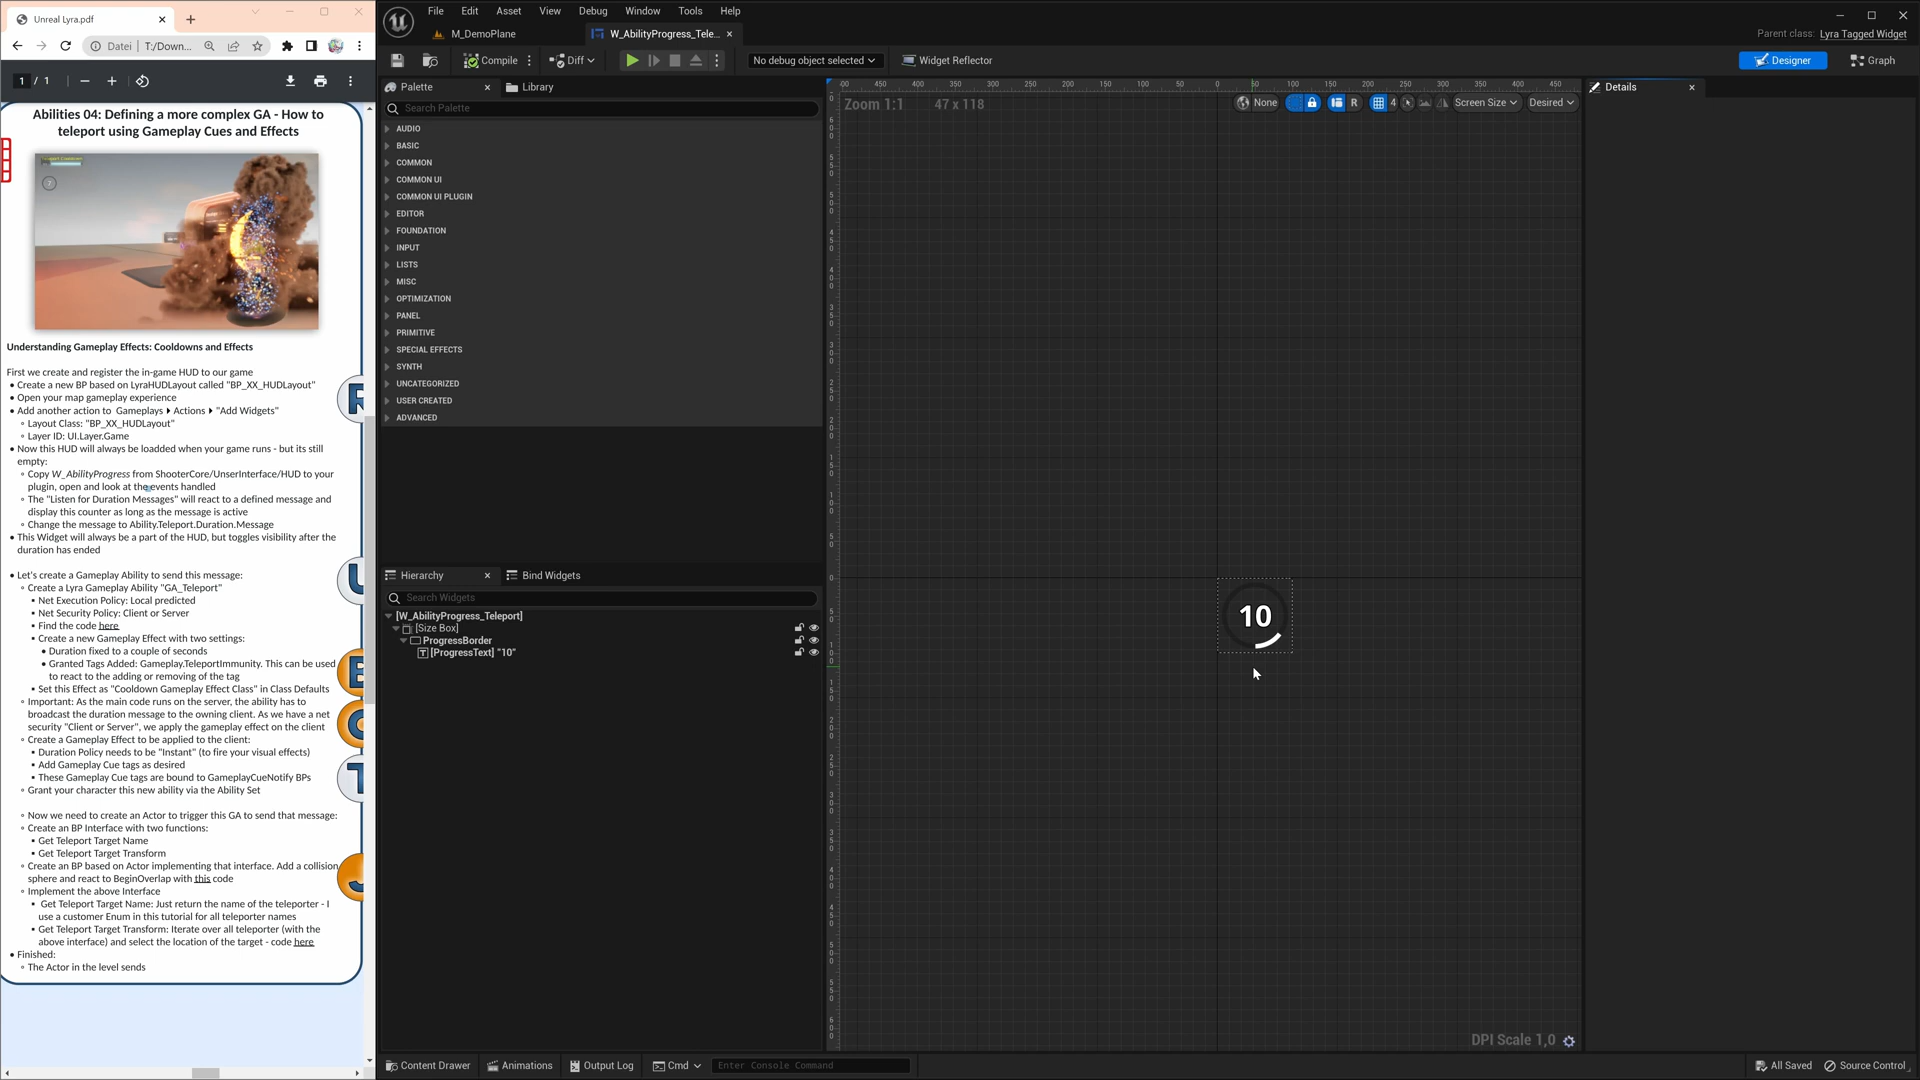 Unreal Lyra.pdf
Datei
T:/Down...
1 / 1
Abilities 04: Defining a more complex GA - How to
teleport using Gameplay Cues and Effects
Understanding Gameplay Effects: Cooldowns and Effects
First we create and register the in-game HUD to our game
• Create a new BP based on LyraHUDLayout called "BP_XX_HUDLayout"
• Open your map gameplay experience
• Add another action to Gameplays ▸ Actions ▸ "Add Widgets"
◦ Layout Class: "BP_XX_HUDLayout"
◦ Layer ID: UI.Layer.Game
• Now this HUD will always be loadded when your game runs - but its still
empty:
◦ Copy W_AbilityProgress from ShooterCore/UnserInterface/HUD to your
plugin, open and look at the events handled
◦ The "Listen for Duration Messages" will react to a defined message and
display this counter as long as the message is active
◦ Change the message to Ability.Teleport.Duration.Message
• This Widget will always be a part of the HUD, but toggles visibility after the
duration has ended
• Let's create a Gameplay Ability to send this message:
◦ Create a Lyra Gameplay Ability "GA_Teleport"
▪ Net Execution Policy: Local predicted
▪ Net Security Policy: Client or Server
▪ Find the code here
▪ Create a new Gameplay Effect with two settings:
• Duration fixed to a couple of seconds
• Granted Tags Added: Gameplay.TeleportImmunity. This can be used
to react to the adding or removing of the tag
▪ Set this Effect as "Cooldown Gameplay Effect Class" in Class Defaults
◦ Important: As the main code runs on the server, the ability has to
broadcast the duration message to the owning client. As we have a net
security "Client or Server", we apply the gameplay effect on the client
◦ Create a Gameplay Effect to be applied to the client:
▪ Duration Policy needs to be "Instant" (to fire your visual effects)
▪ Add Gameplay Cue tags as desired
▪ These Gameplay Cue tags are bound to GameplayCueNotify BPs
◦ Grant your character this new ability via the Ability Set
◦ Now we need to create an Actor to trigger this GA to send that message:
◦ Create an BP Interface with two functions:
▪ Get Teleport Target Name
▪ Get Teleport Target Transform
◦ Create an BP based on Actor implementing that interface. Add a collision
sphere and react to BeginOverlap with this code
◦ Implement the above Interface
▪ Get Teleport Target Name: Just return the name of the teleporter - I
use a customer Enum in this tutorial for all teleporter names
▪ Get Teleport Target Transform: Iterate over all teleporter (with the
above interface) and select the location of the target - code here
• Finished:
◦ The Actor in the level sends
R
U
B
O
T
J
File Edit Asset View Debug Window Tools Help
M_DemoPlane
W_AbilityProgress_Tele...
Parent class: Lyra Tagged Widget
Compile
Diff
No debug object selected
Widget Reflector
Designer
Graph
Palette
Library
Search Palette
AUDIO
BASIC
COMMON
COMMON UI
COMMON UI PLUGIN
EDITOR
FOUNDATION
INPUT
LISTS
MISC
OPTIMIZATION
PANEL
PRIMITIVE
SPECIAL EFFECTS
SYNTH
UNCATEGORIZED
USER CREATED
ADVANCED
Hierarchy
Bind Widgets
Search Widgets
[W_AbilityProgress_Teleport]
[Size Box]
ProgressBorder
[ProgressText] "10"
00 450 400 350 300 250 200 150 100 50 0 50 100 150 200 250 300 350 400 450
Zoom 1:1
47 x 118
None
R
4
Screen Size
Desired
10
DPI Scale 1,0
Details
Content Drawer
Animations
Output Log
Cmd
Enter Console Command
All Saved
Source Control